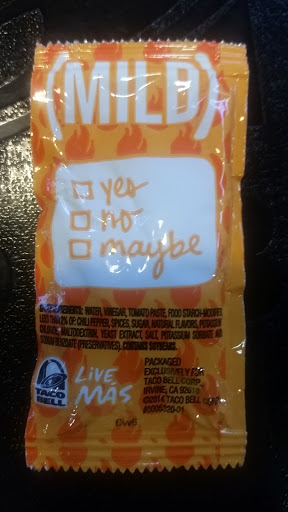 (MILD)
yes
no
maybe
INGREDIENTS: WATER, VINEGAR, TOMATO PASTE, FOOD STARCH-MODIFIED,
LESS THAN 2% OF: CHILI PEPPER, SPICES, SUGAR, NATURAL FLAVORS, POTASSIUM
CHLORIDE, MALTODEXTRIN, YEAST EXTRACT, SALT, POTASSIUM SORBATE AND
SODIUM BENZOATE (PRESERVATIVES). CONTAINS SOYBEANS.
TACO
BELL
LIVE
MÁS
PACKAGED
EXCLUSIVELY FOR
TACO BELL CORP.
IRVINE, CA 92618
©2014 TACO BELL CORP.